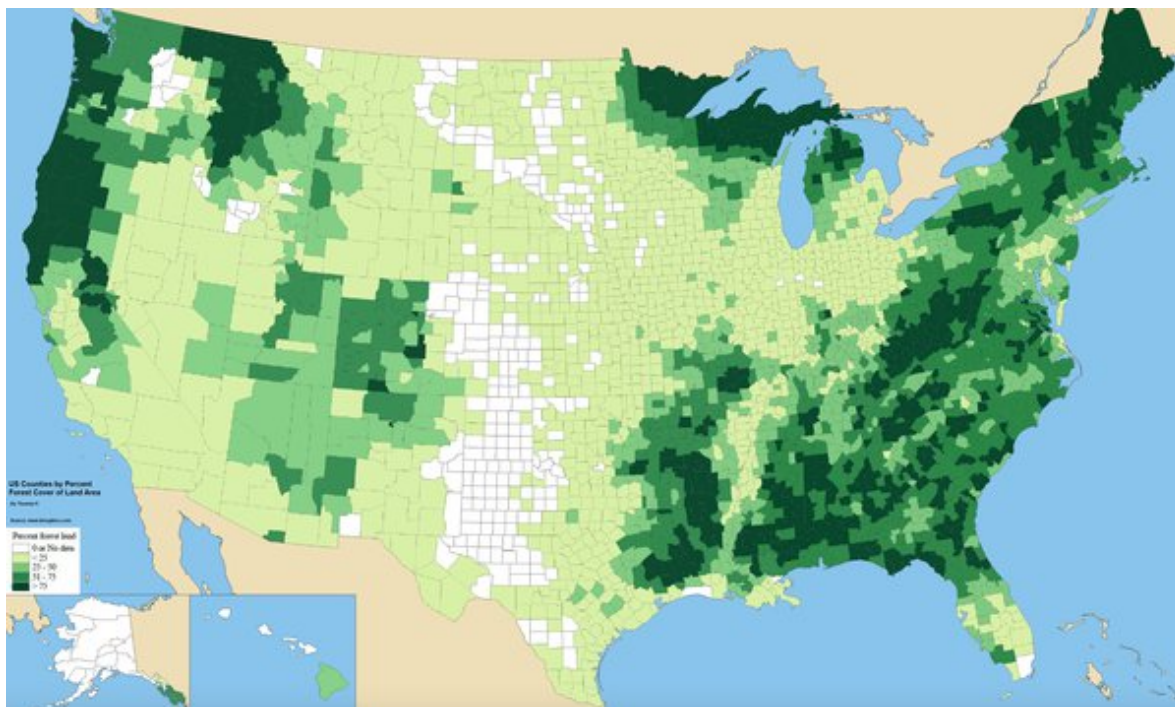 US Counties by Percent
Forest Cover of Land Area
Percent forest land
0 or No data
< 25
25 - 50
51 - 75
> 75